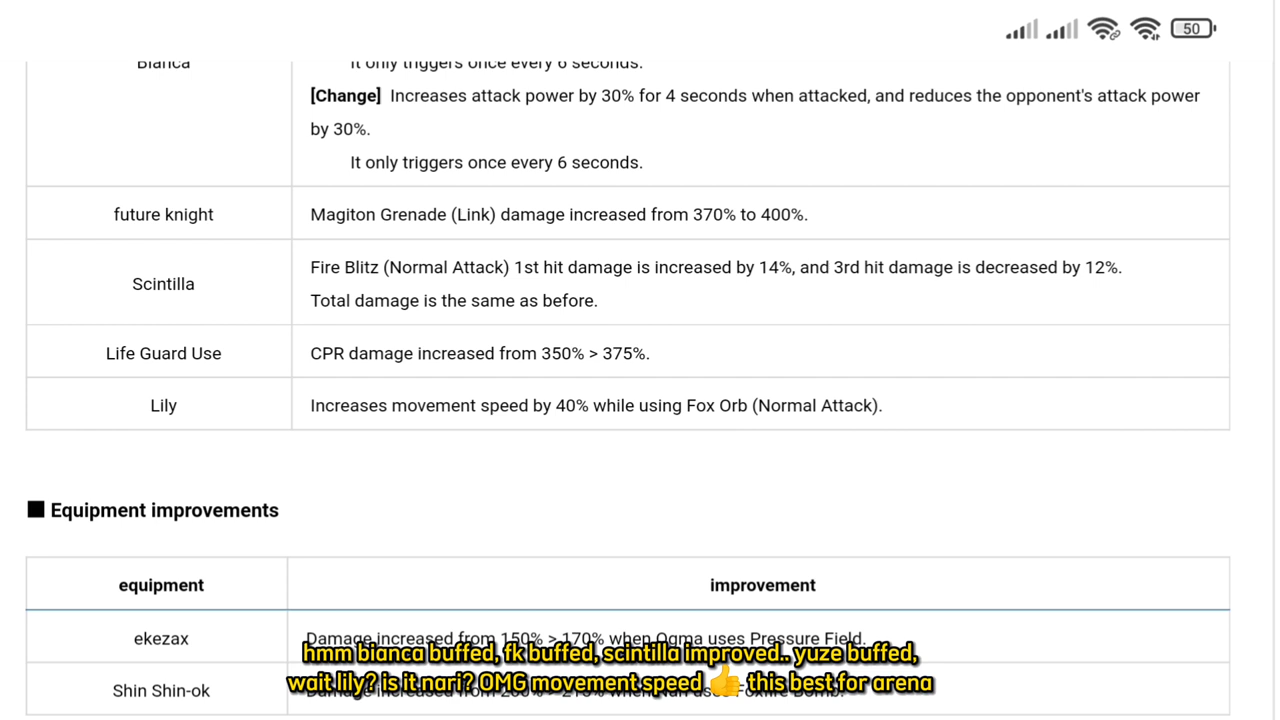 50
Bianca
It only triggers once every 6 seconds.
[Change] Increases attack power by 30% for 4 seconds when attacked, and reduces the opponent's attack power
by 30%.
It only triggers once every 6 seconds.
future knight
Magiton Grenade (Link) damage increased from 370% to 400%.
Scintilla
Fire Blitz (Normal Attack) 1st hit damage is increased by 14%, and 3rd hit damage is decreased by 12%.
Total damage is the same as before.
Life Guard Use
CPR damage increased from 350% > 375%.
Lily
Increases movement speed by 40% while using Fox Orb (Normal Attack).
■ Equipment improvements
equipment
improvement
ekezax
Damage increased from 150% > 170% when Ogma uses Pressure Field.
hmm bianca buffed, fk buffed, scintilla improved.. yuze buffed,
wait lily? is it nari? OMG movement speed 👍 this best for arena
Shin Shin-ok